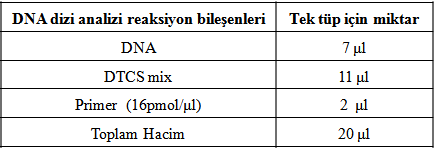 DNA dizi analizi reaksiyon bileşenleri Tek tüp için miktar
DNA 7 µl
DTCS mix 11 µl
Primer (16pmol/µl) 2 µl
Toplam Hacim 20 µl